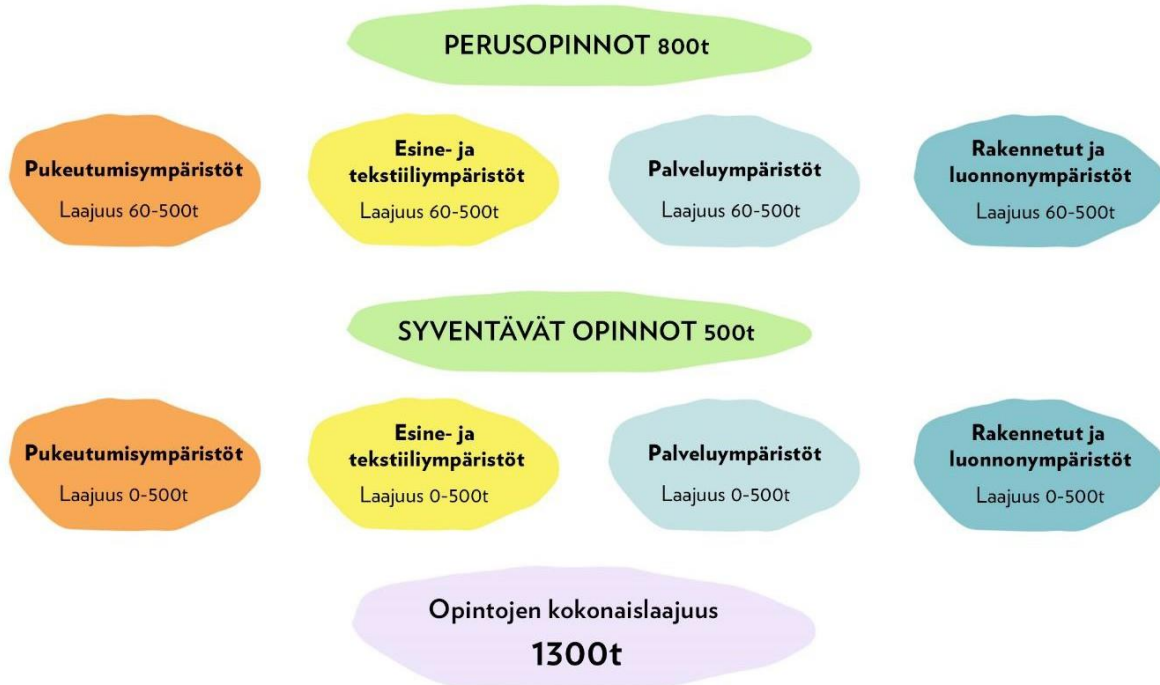 PERUSOPINNOT 800t
Pukeutumisympäristöt
Laajuus 60-500t
Esine- ja
tekstiiliympäristöt
Laajuus 60-500t
Palveluympäristöt
Laajuus 60-500t
Rakennetut ja
luonnonympäristöt
Laajuus 60-500t
SYVENTÄVÄT OPINNOT 500t
Pukeutumisympäristöt
Laajuus 0-500t
Esine- ja
tekstiiliympäristöt
Laajuus 0-500t
Palveluympäristöt
Laajuus 0-500t
Rakennetut ja
luonnonympäristöt
Laajuus 0-500t
Opintojen kokonaislaajuus
1300t